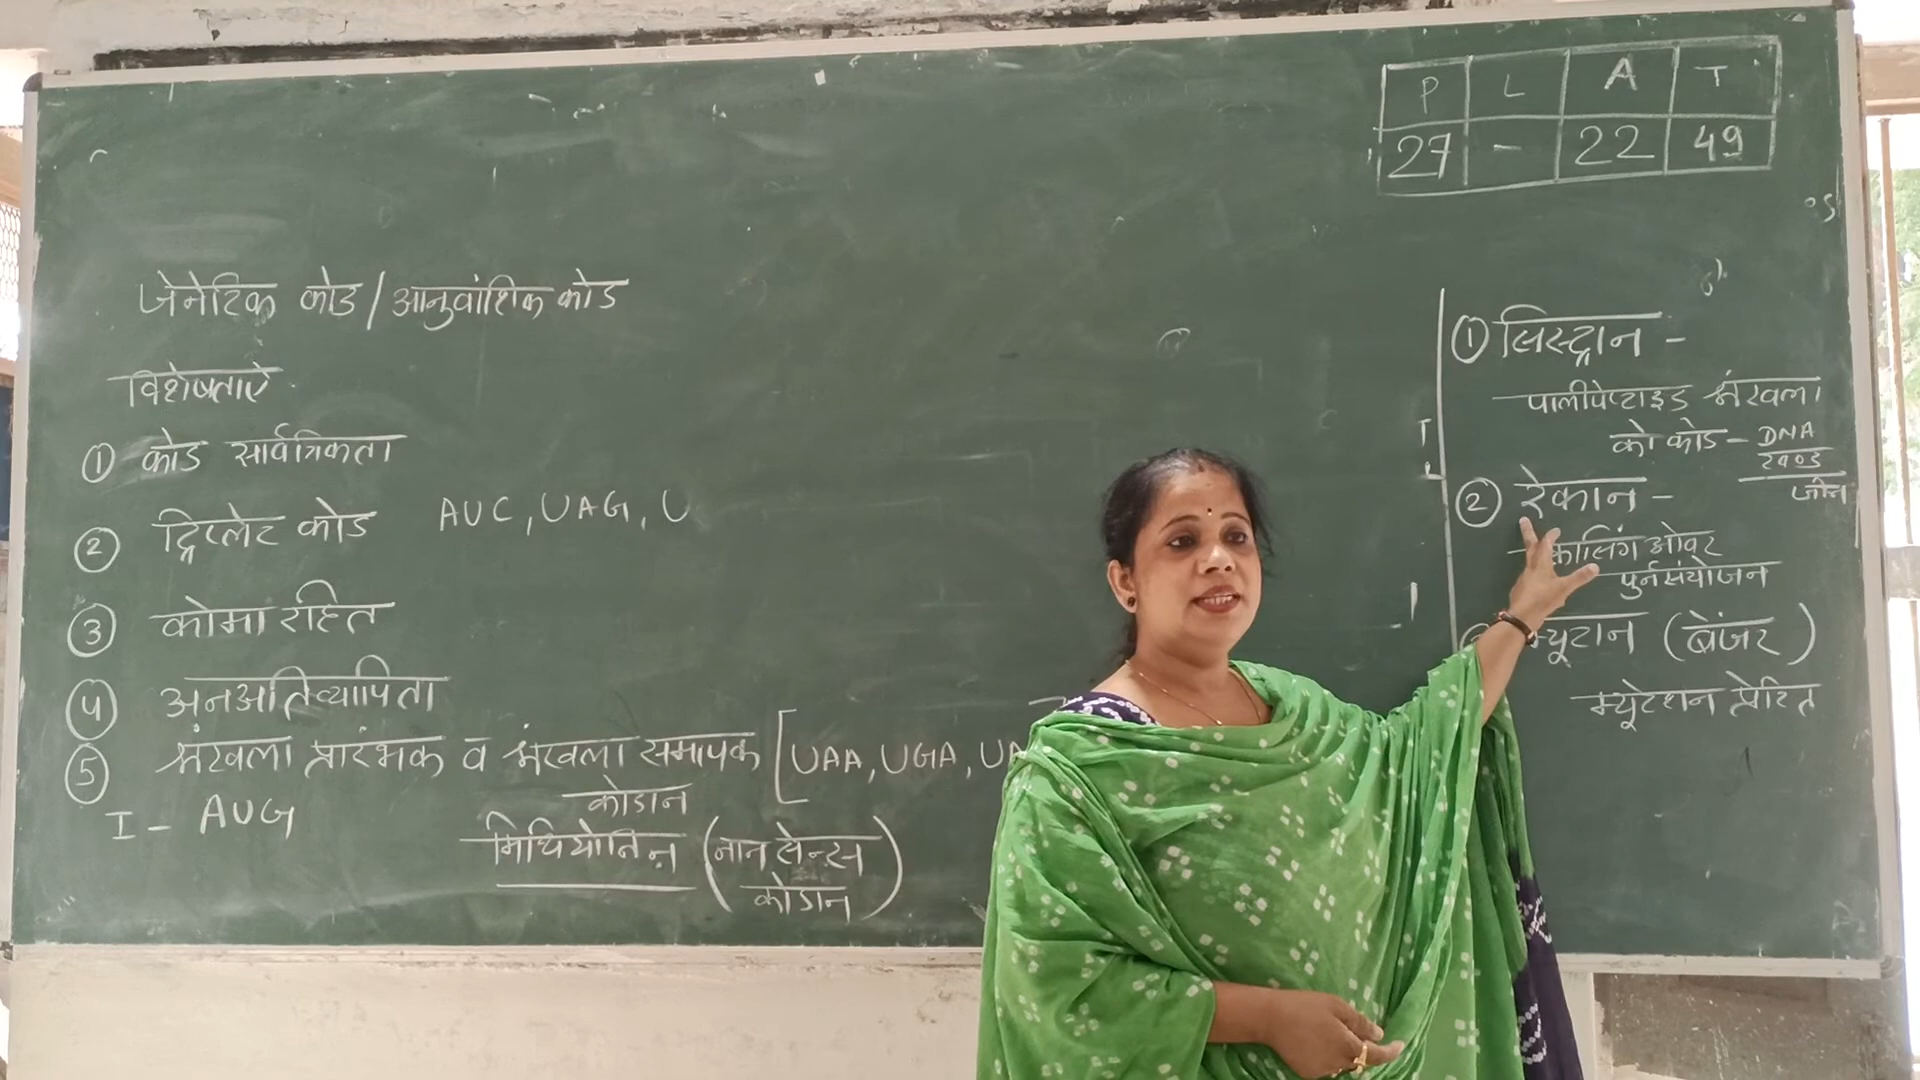 P L A T
27 - 22 49
जेनेटिक कोड / आनुवांशिक कोड
विशेषताऐ
① कोड सार्वत्रिकता
② ट्रिप्लेट कोड AUC, UAG, U
③ कोमा रहित
④ अनअतिव्यापिता
⑤ श्रंखला प्रारंभक व श्रंखला समापक [UAA, UGA, UA
कोडान
I - AUG
मिथियोनिन (नान सेन्स
कोडान)
① सिस्ट्रान -
पालीपेप्टाइड श्रंखला
को कोड - DNA
खण्ड
जीन
② रेकान -
क्रासिंग ओवर
पुर्नसंयोजन
म्यूटान (बेंजर)
म्यूटेशन प्रेरित